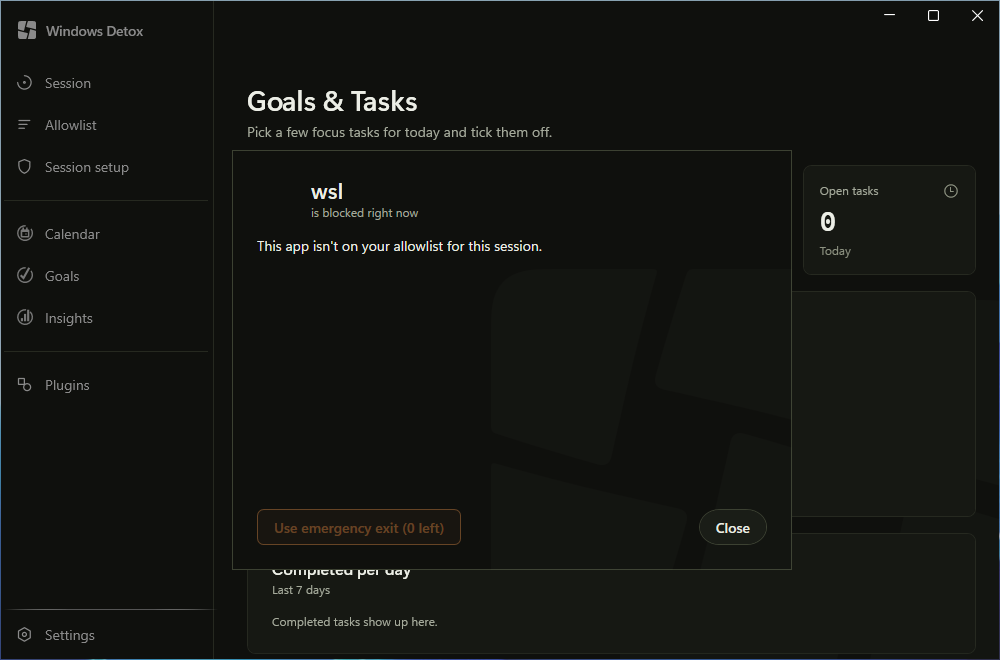 Windows Detox
Session
Allowlist
Session setup
Calendar
Goals
Insights
Plugins
Settings
Goals & Tasks
Pick a few focus tasks for today and tick them off.
wsl
is blocked right now
This app isn't on your allowlist for this session.
Use emergency exit (0 left)
Close
Open tasks
0
Today
Completed per day
Last 7 days
Completed tasks show up here.